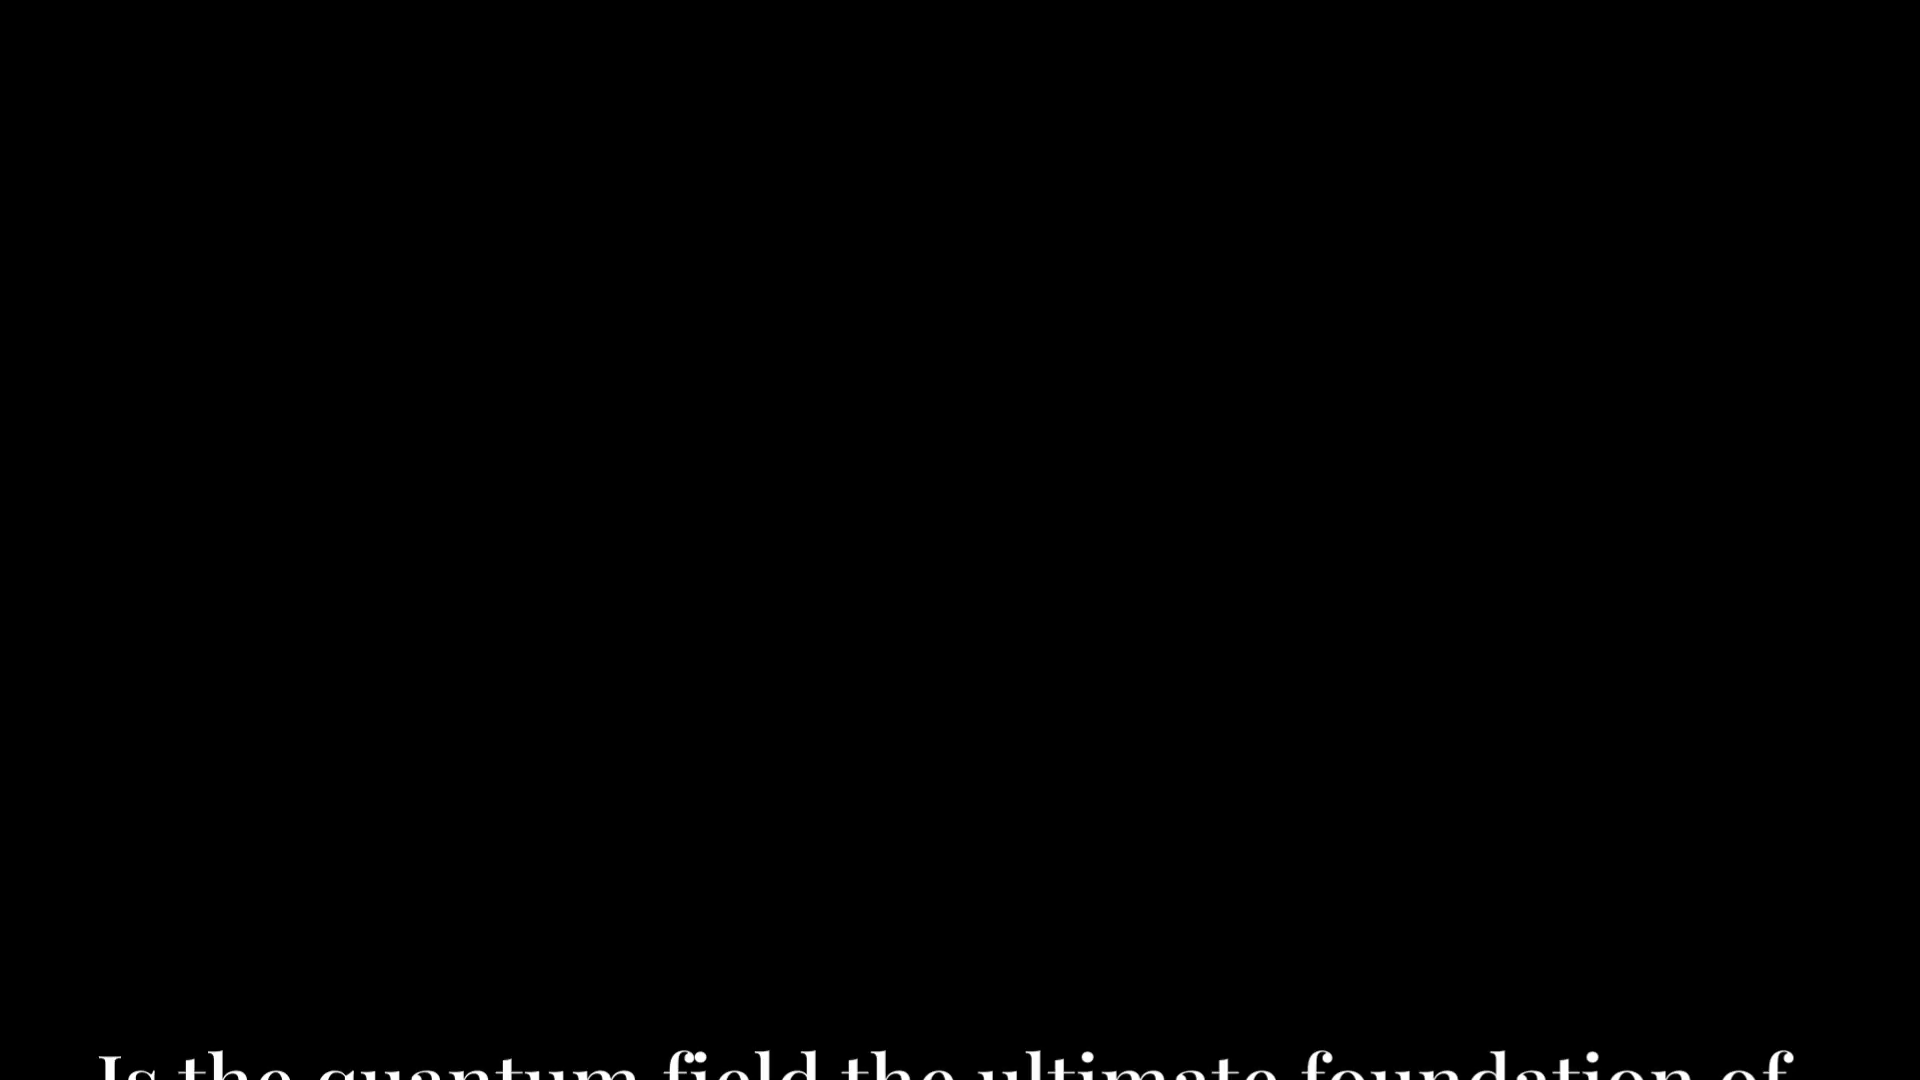 Is the quantum field the ultimate foundation of